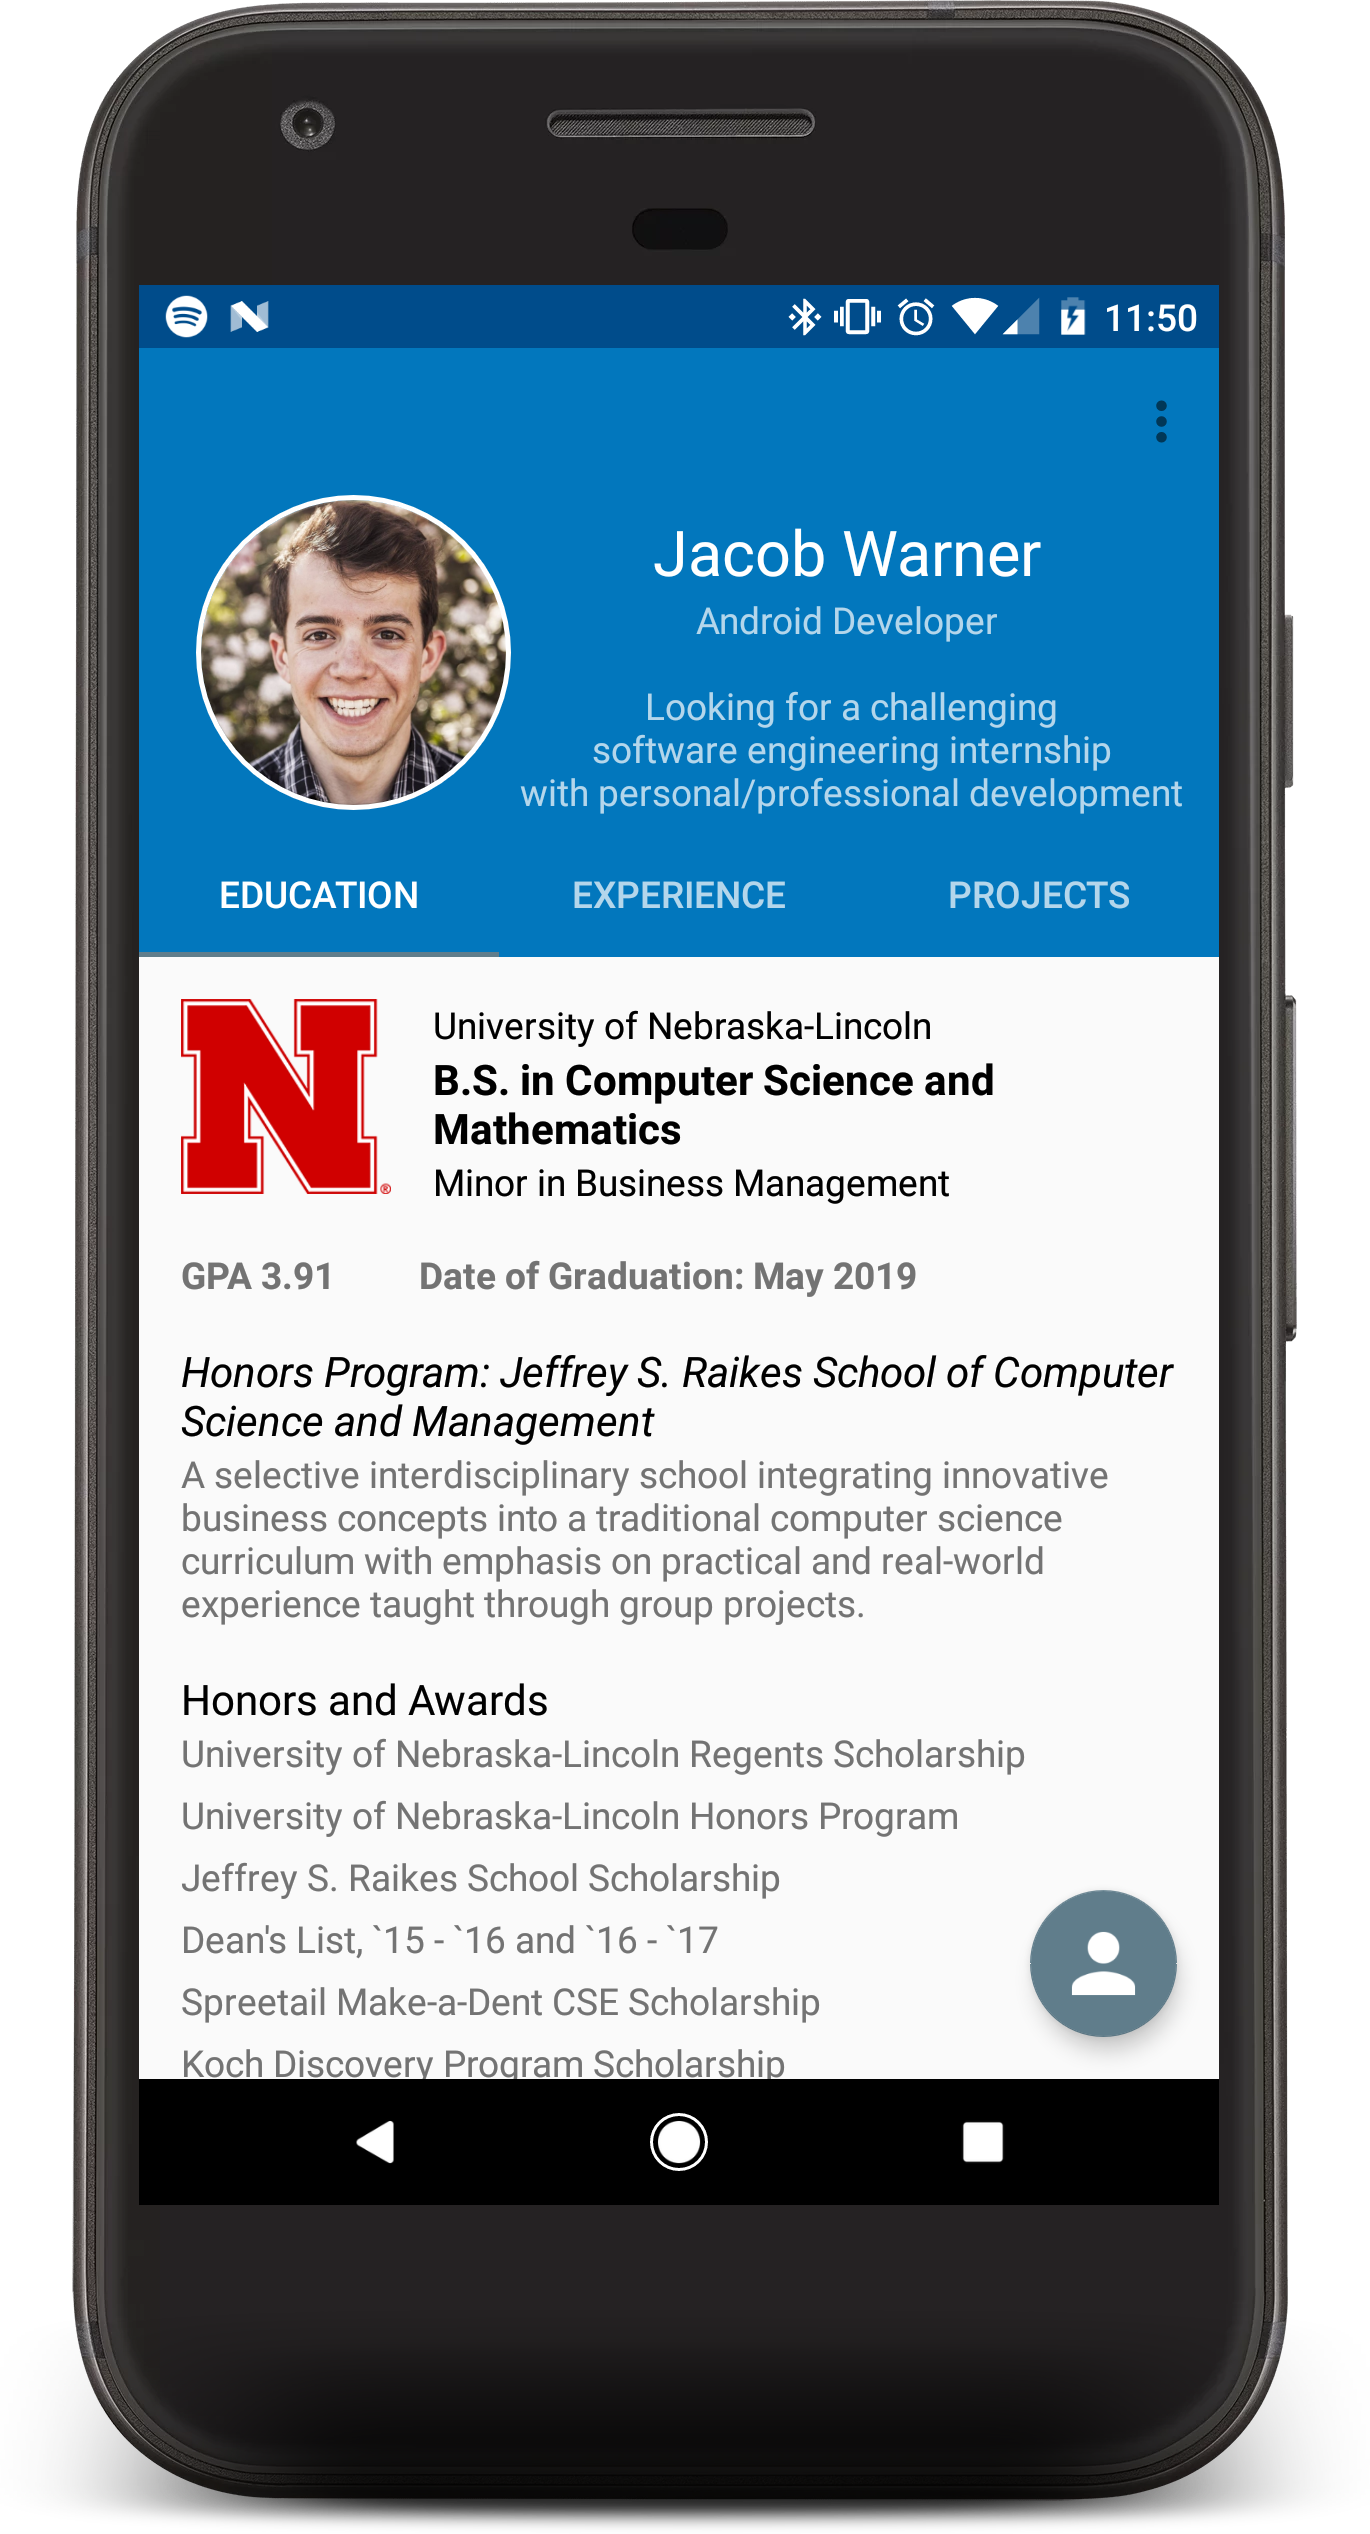 11:50
Jacob Warner
Android Developer
Looking for a challenging
software engineering internship
with personal/professional development
EDUCATION EXPERIENCE PROJECTS
N
®
University of Nebraska-Lincoln
B.S. in Computer Science and
Mathematics
Minor in Business Management
GPA 3.91 Date of Graduation: May 2019
Honors Program: Jeffrey S. Raikes School of Computer
Science and Management
A selective interdisciplinary school integrating innovative
business concepts into a traditional computer science
curriculum with emphasis on practical and real-world
experience taught through group projects.
Honors and Awards
University of Nebraska-Lincoln Regents Scholarship
University of Nebraska-Lincoln Honors Program
Jeffrey S. Raikes School Scholarship
Dean's List, `15 - `16 and `16 - `17
Spreetail Make-a-Dent CSE Scholarship
Koch Discovery Program Scholarship